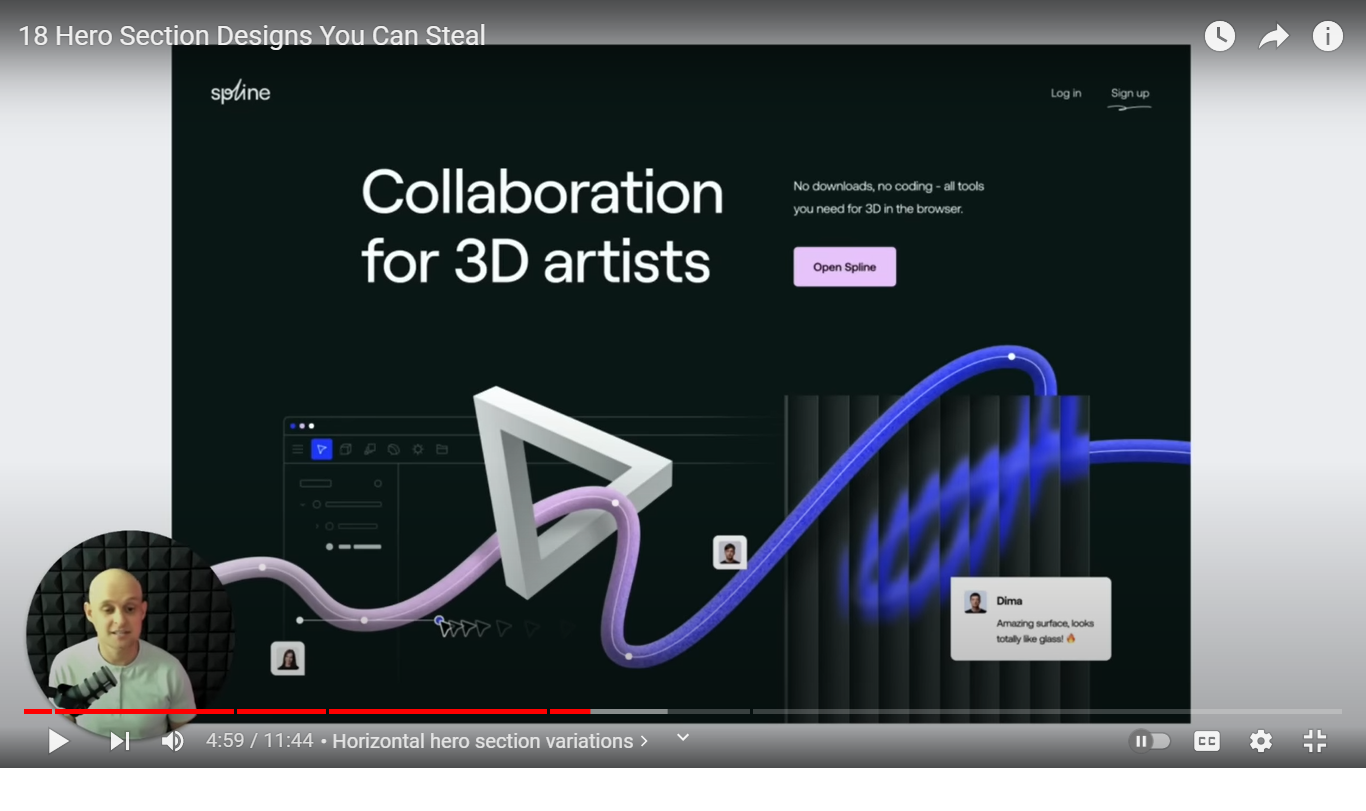 18 Hero Section Designs You Can Steal
spline
Log in
Sign up
Collaboration
for 3D artists
No downloads, no coding - all tools
you need for 3D in the browser.
Open Spline
Dima
Amazing surface, looks
totally like glass! 🔥
4:59 / 11:44 • Horizontal hero section variations
CC